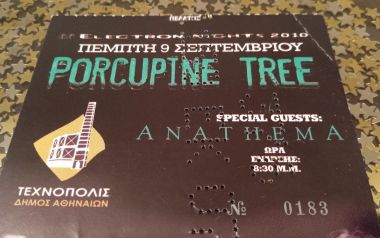 ELECTRON NIGHTS 2010
ΠΕΜΠΤΗ 9 ΣΕΠΤΕΜΒΡΙΟΥ
PORCUPINE TREE
SPECIAL GUESTS:
ANATHEMA
ΩΡΑ
ΕΝΑΡΞΗΣ:
8:30 Μ.Μ.
ΤΕΧΝΟΠΟΛΙΣ
ΔΗΜΟΣ ΑΘΗΝΑΙΩΝ
№ 0183